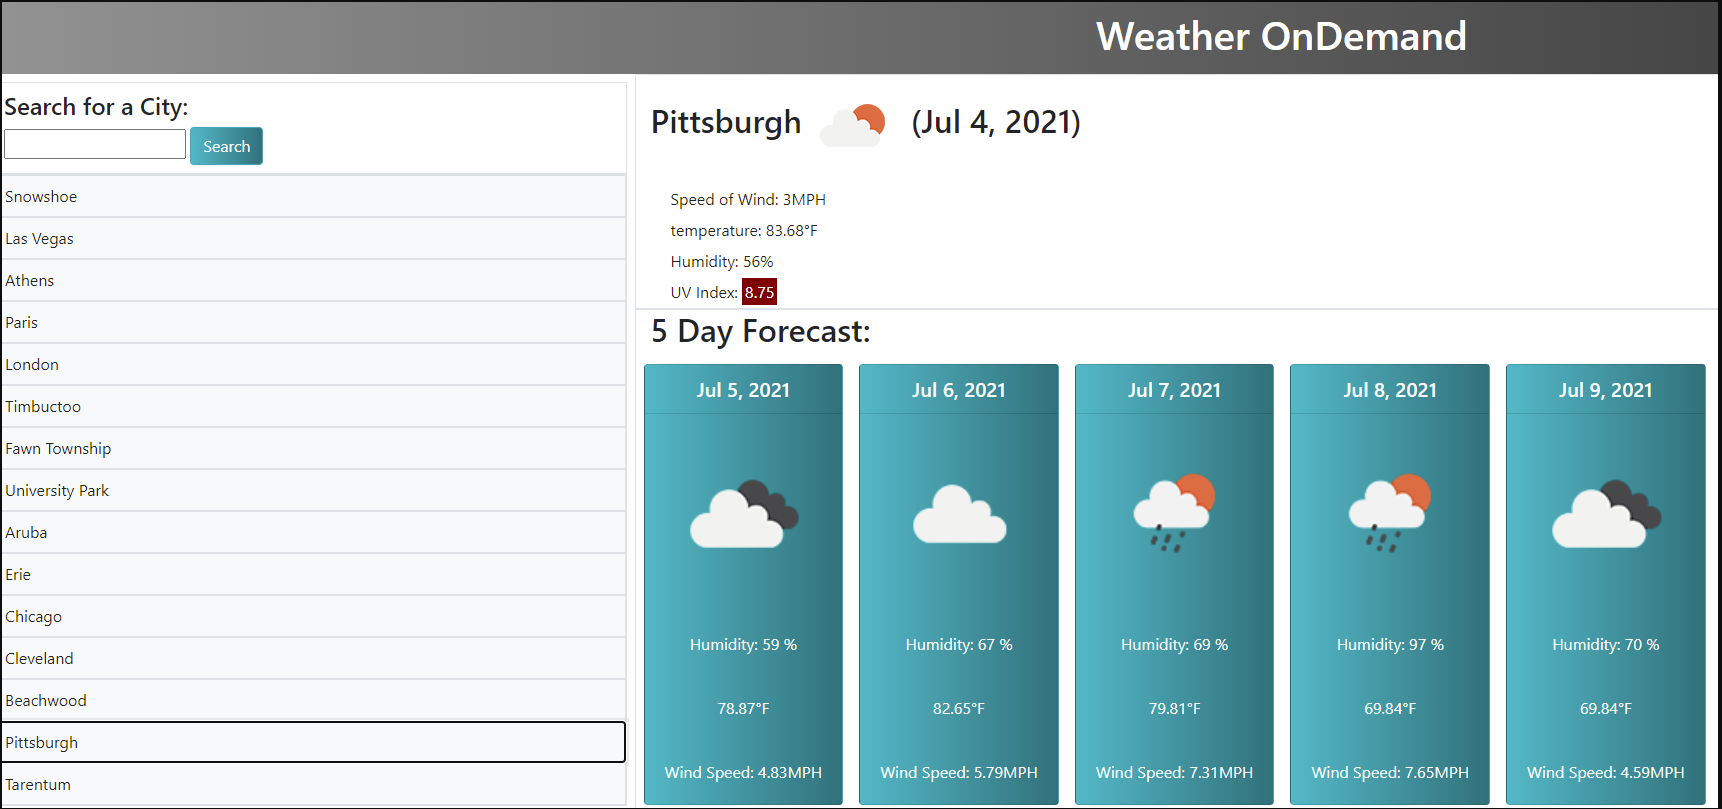 Weather OnDemand
Search for a City:
Search
Snowshoe
Las Vegas
Athens
Paris
London
Timbuctoo
Fawn Township
University Park
Aruba
Erie
Chicago
Cleveland
Beachwood
Pittsburgh
Tarentum
Pittsburgh (Jul 4, 2021)
Speed of Wind: 3MPH
temperature: 83.68°F
Humidity: 56%
UV Index: 8.75
5 Day Forecast:
Jul 5, 2021
Humidity: 59 %
78.87°F
Wind Speed: 4.83MPH
Jul 6, 2021
Humidity: 67 %
82.65°F
Wind Speed: 5.79MPH
Jul 7, 2021
Humidity: 69 %
79.81°F
Wind Speed: 7.31MPH
Jul 8, 2021
Humidity: 97 %
69.84°F
Wind Speed: 7.65MPH
Jul 9, 2021
Humidity: 70 %
69.84°F
Wind Speed: 4.59MPH